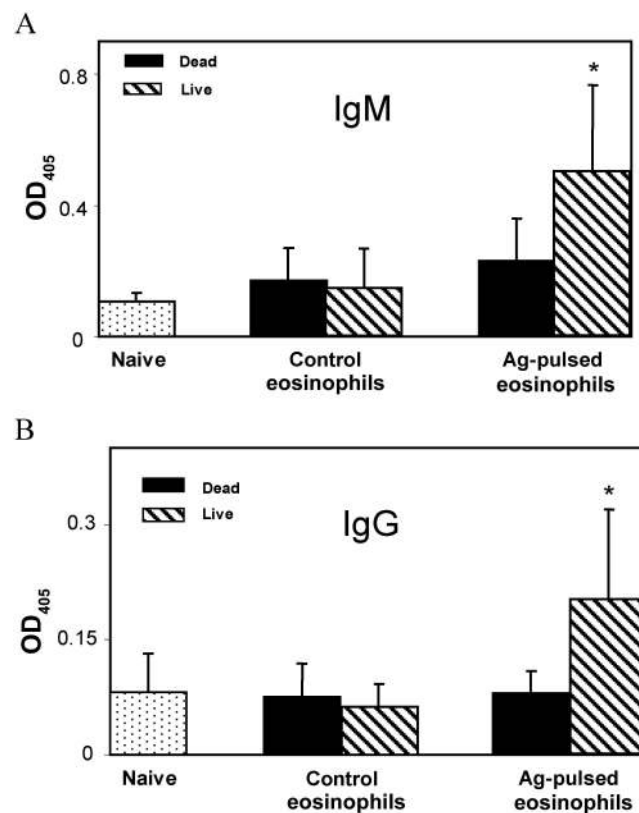 A
Dead
Live
IgM
*
0.8
0.4
0
OD405
Naive
Control
eosinophils
Ag-pulsed
eosinophils
B
Dead
Live
IgG
*
0.3
0.15
0
OD405
Naive
Control
eosinophils
Ag-pulsed
eosinophils